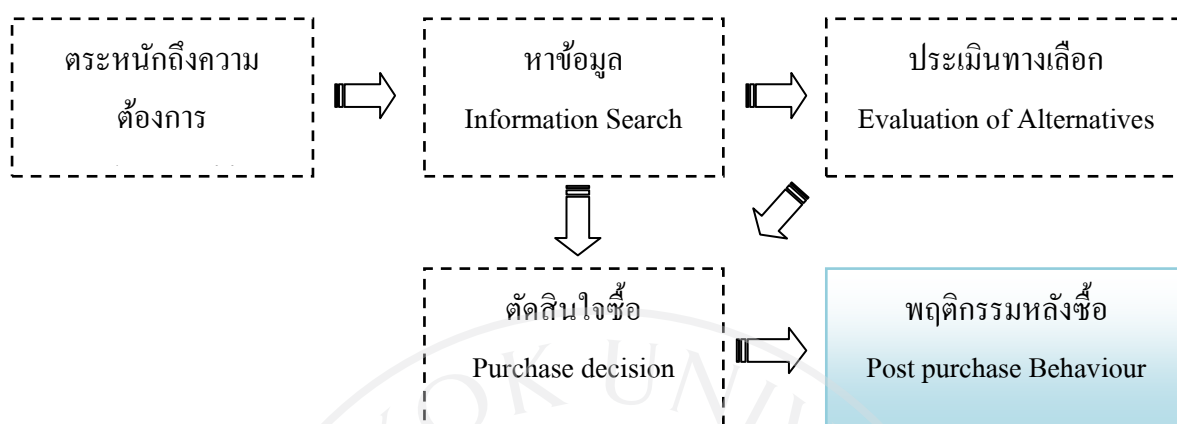 ตระหนักถึงความ
ต้องการ
หาข้อมูล
Information Search
ประเมินทางเลือก
Evaluation of Alternatives
ตัดสินใจซื้อ
Purchase decision
พฤติกรรมหลังซื้อ
Post purchase Behaviour